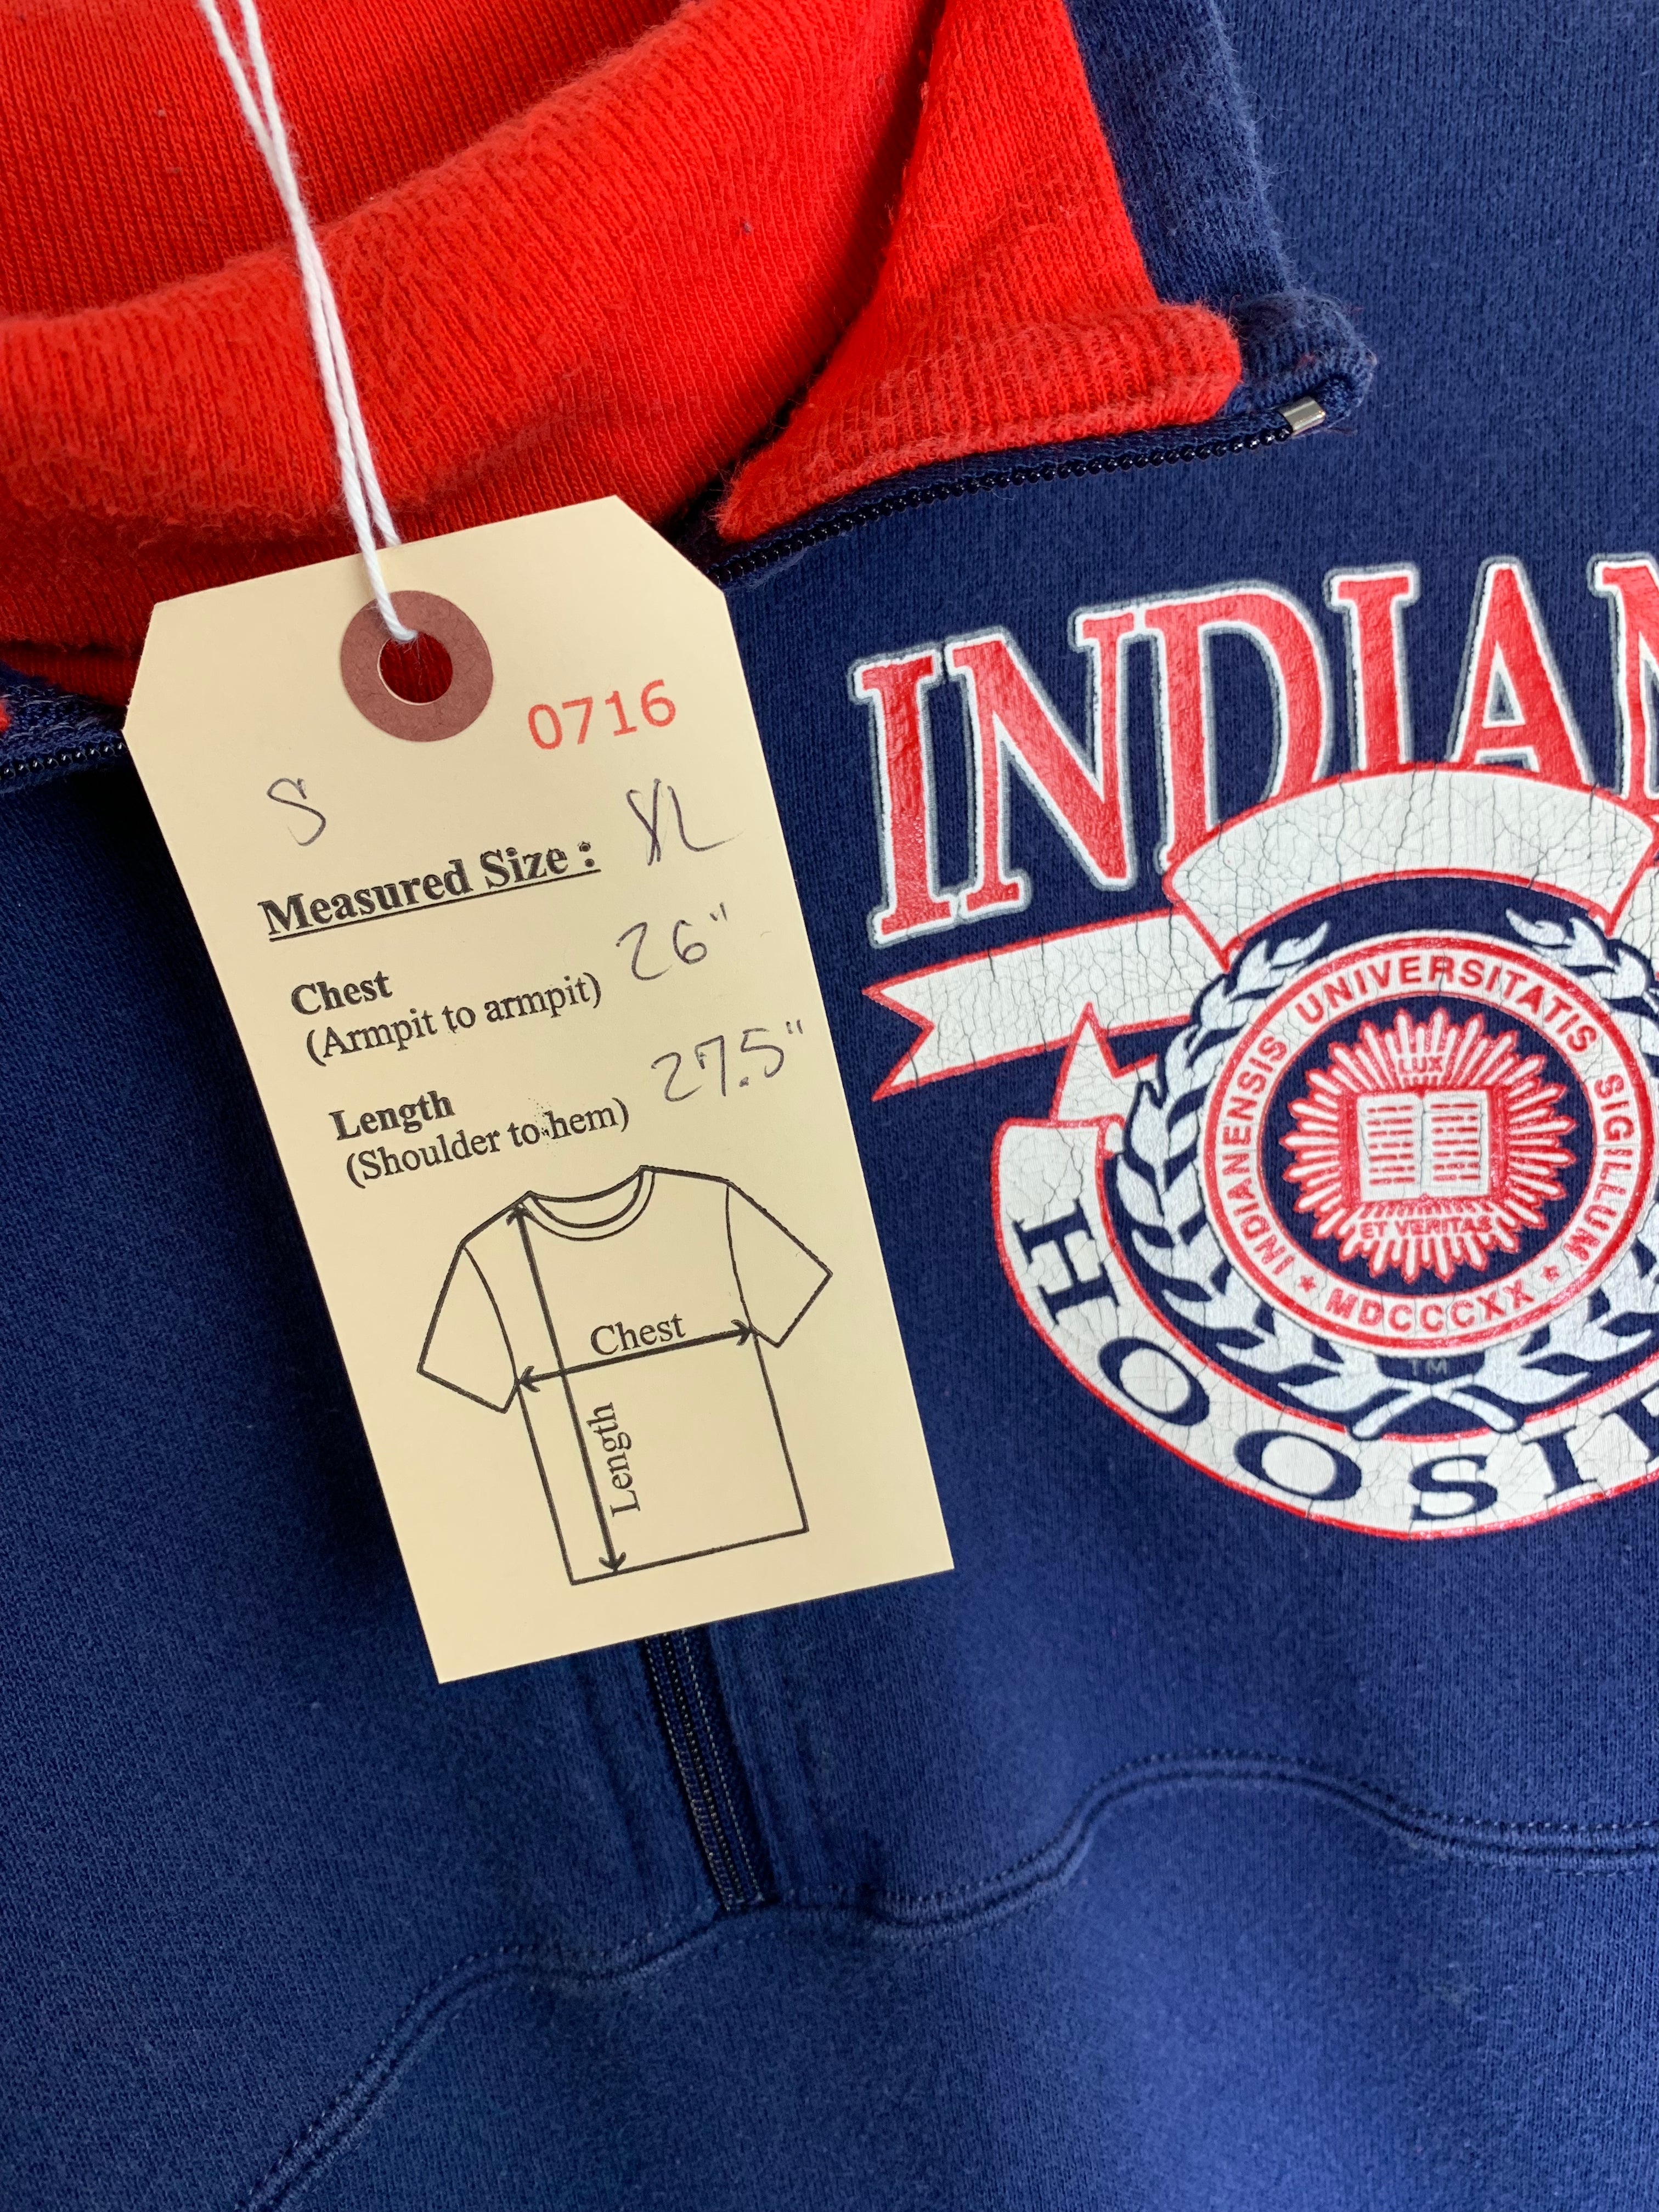 0716
S
Measured Size : XL
Chest 26"
(Armpit to armpit)
Length 27.5"
(Shoulder to hem)
Chest
Length
INDIAN
INDIANENSIS UNIVERSITATIS SIGILLUM
LUX
ET VERITAS
★ MDCCCXX ★
TM
HOOSI